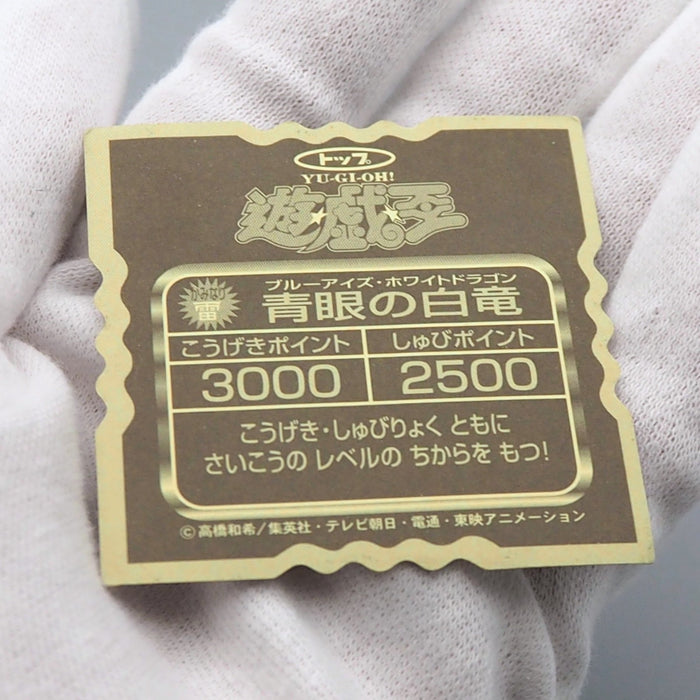 トップ
YU-GI-OH!
遊☆戯☆王
ブルーアイズ・ホワイトドラゴン
かみなり
雷
青眼の白竜
こうげきポイント
しゅびポイント
3000
2500
こうげき・しゅびりょく ともに
さいこうの レベルの ちからを もつ!
©高橋和希/集英社・テレビ朝日・電通・東映アニメーション